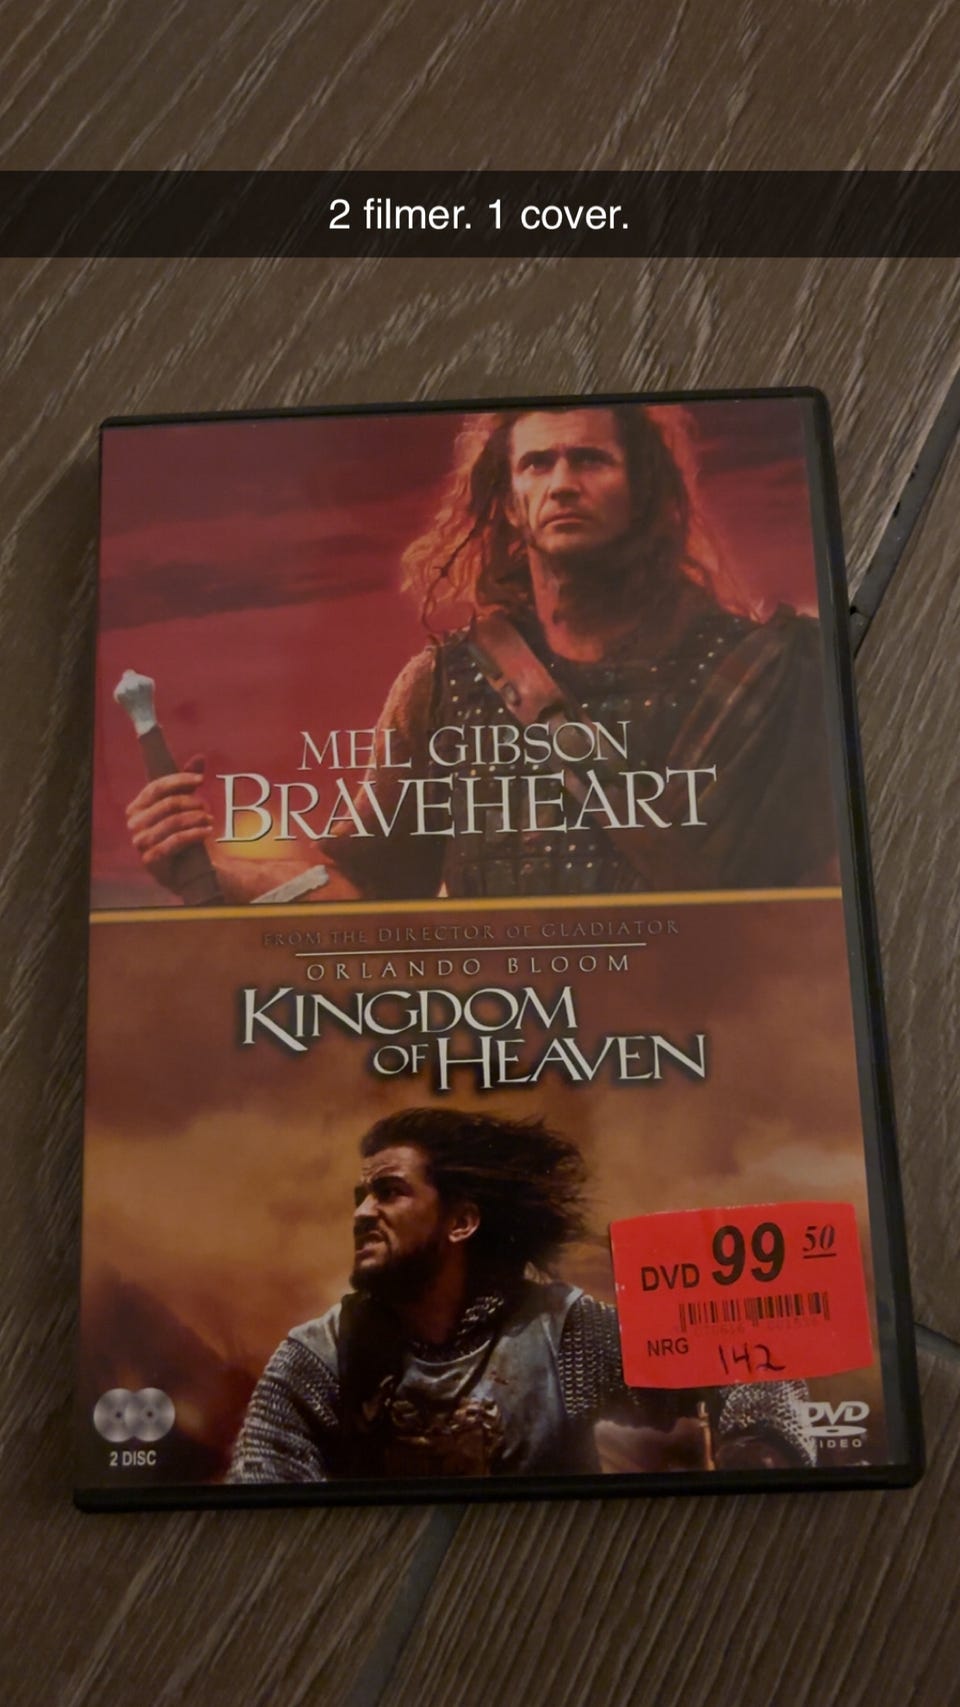 2 filmer. 1 cover.
MEL GIBSON
BRAVEHEART
FROM THE DIRECTOR OF GLADIATOR
ORLANDO BLOOM
KINGDOM
OF HEAVEN
DVD 99 50
NRG 142
2 DISC
DVD
VIDEO